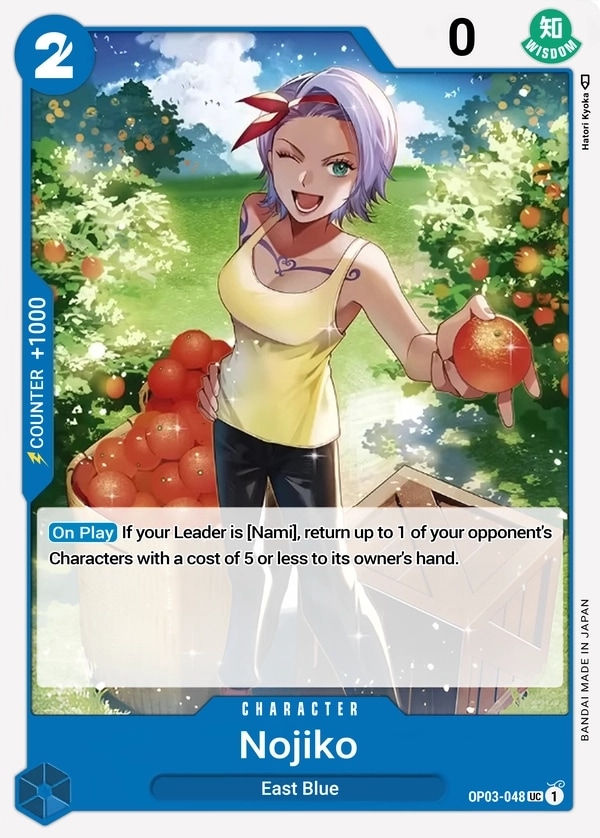 2
0
知
WISDOM
Hatori Kyoka
COUNTER +1000
On Play If your Leader is [Nami], return up to 1 of your opponent's
Characters with a cost of 5 or less to its owner's hand.
BANDAI MADE IN JAPAN
CHARACTER
Nojiko
East Blue
OP03-048 UC 1